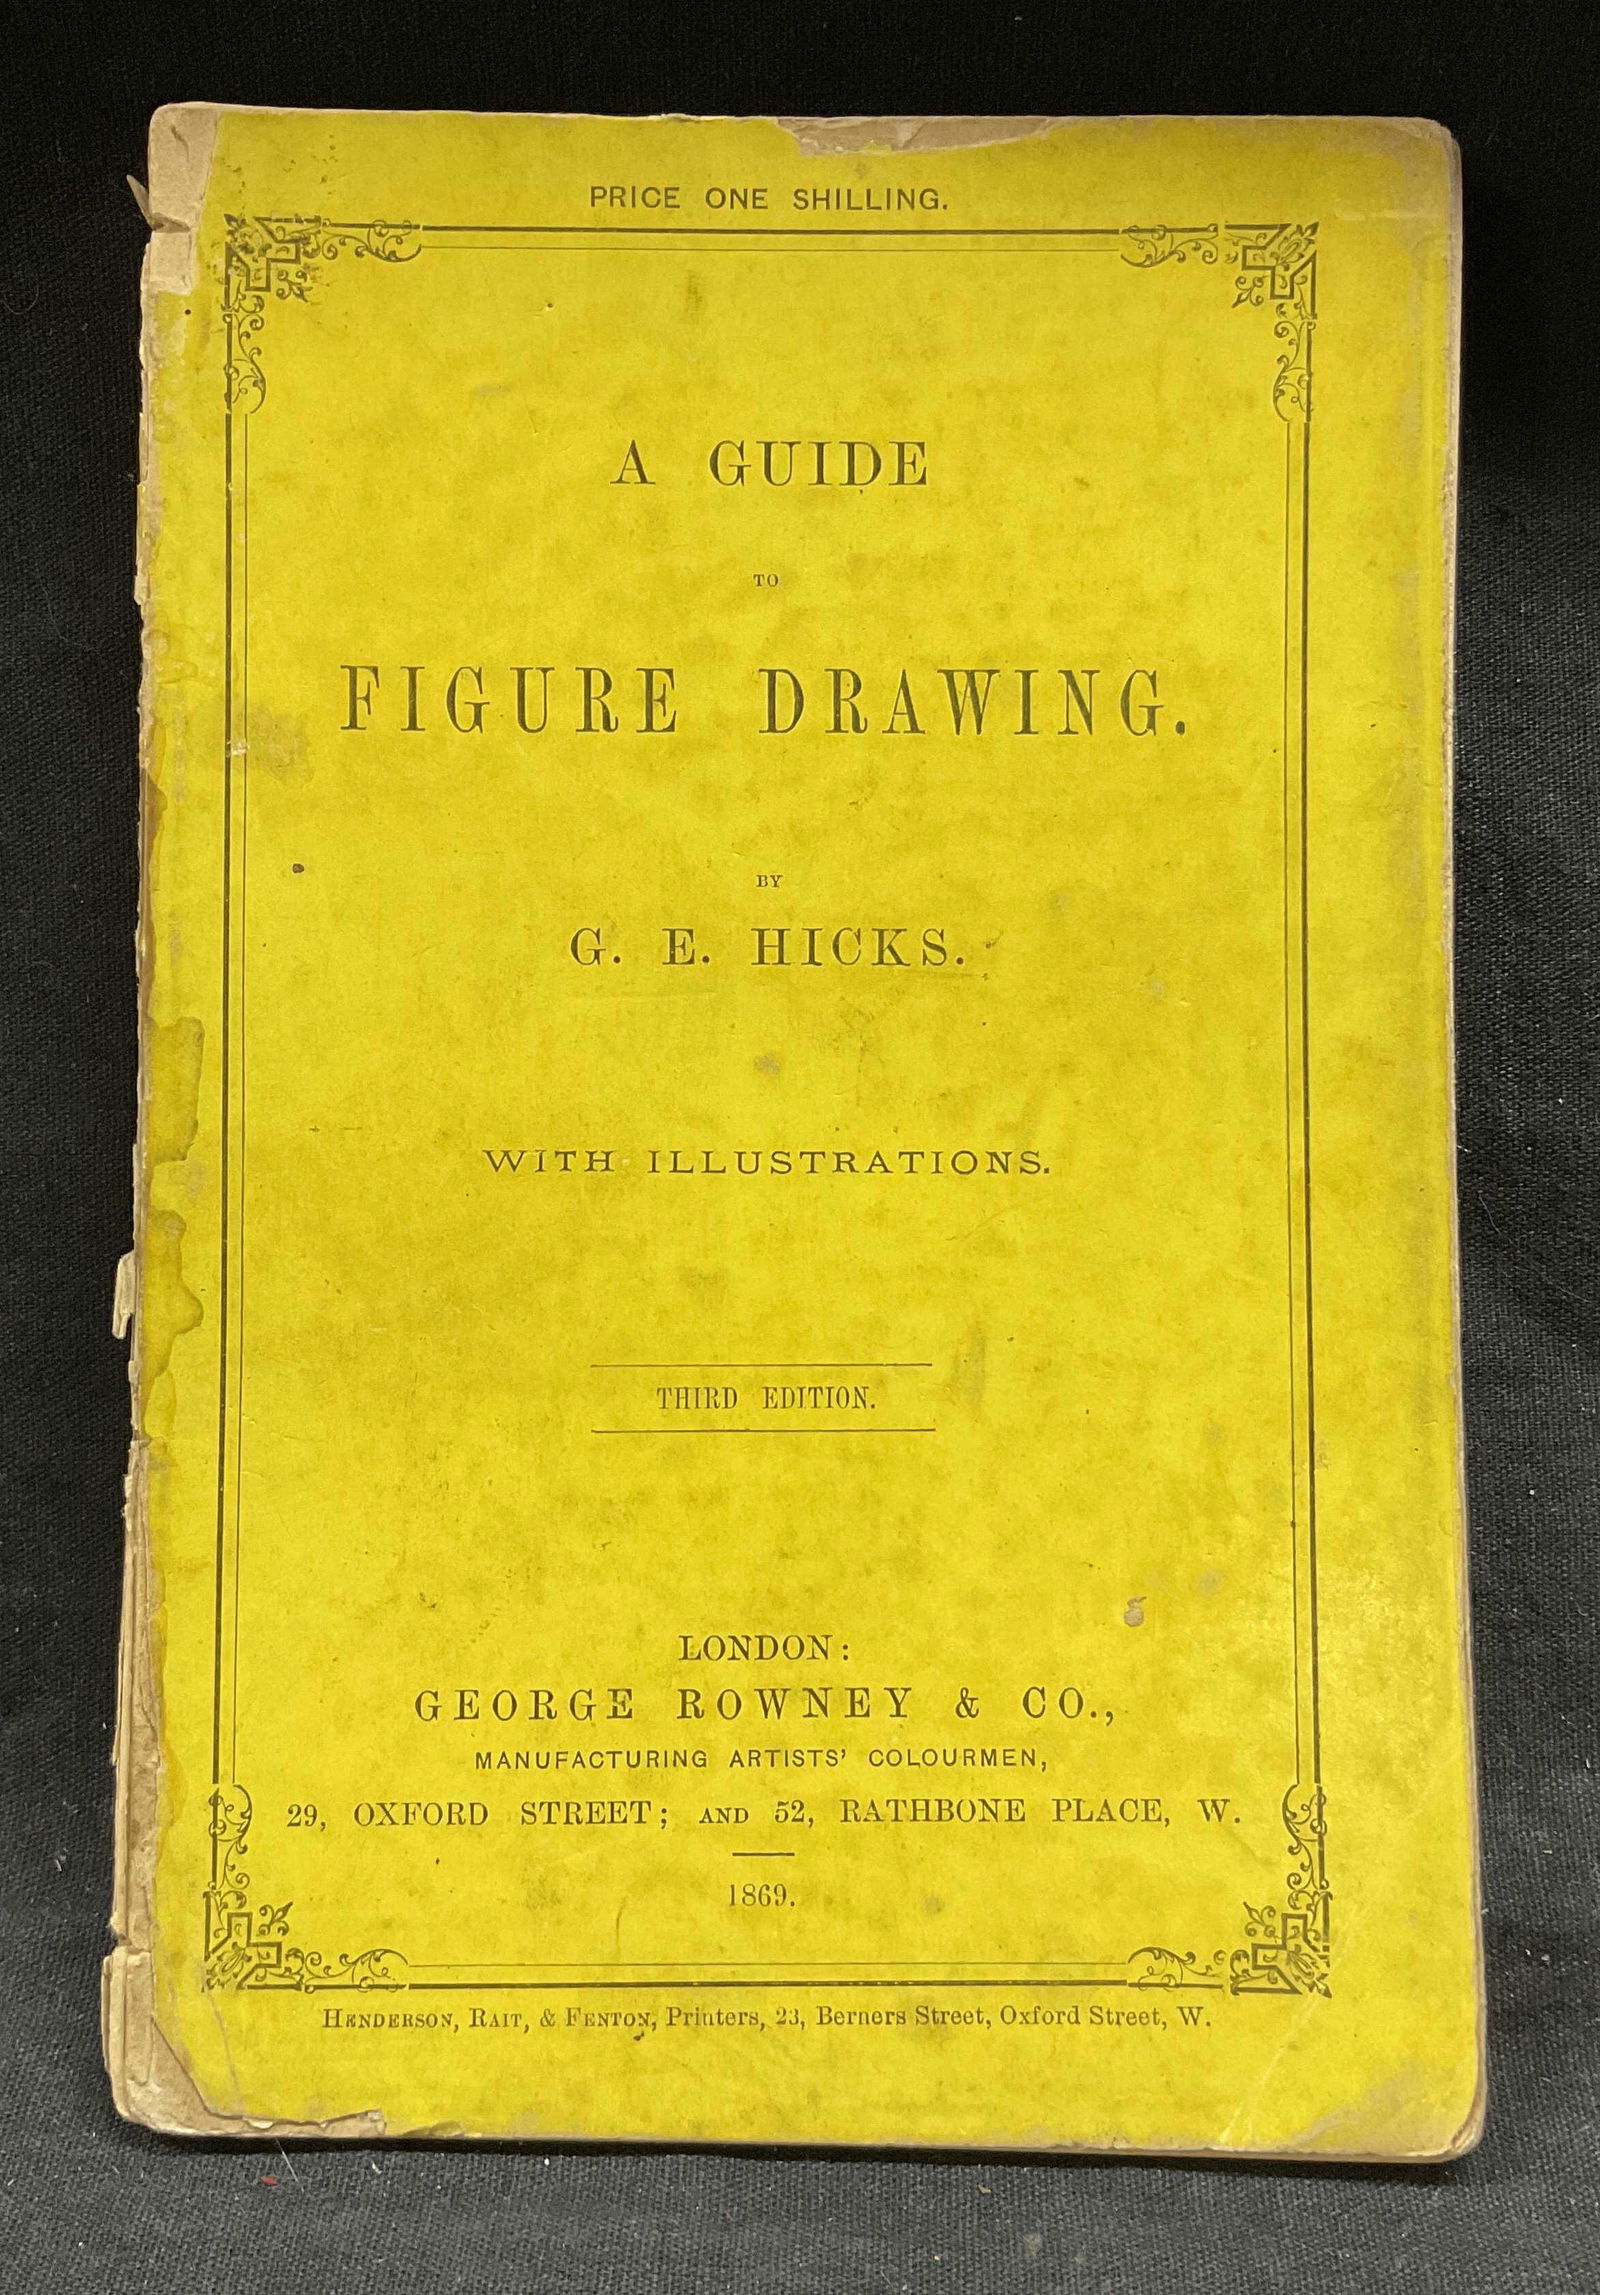 PRICE ONE SHILLING.
A GUIDE
TO
FIGURE DRAWING.
BY
G. E. HICKS.
WITH ILLUSTRATIONS.
THIRD EDITION.
LONDON:
GEORGE ROWNEY & CO.,
MANUFACTURING ARTISTS' COLOURMEN,
29, OXFORD STREET; AND 52, RATHBONE PLACE, W.
1869.
HENDERSON, RAIT, & FENTON, Printers, 23, Berners Street, Oxford Street, W.